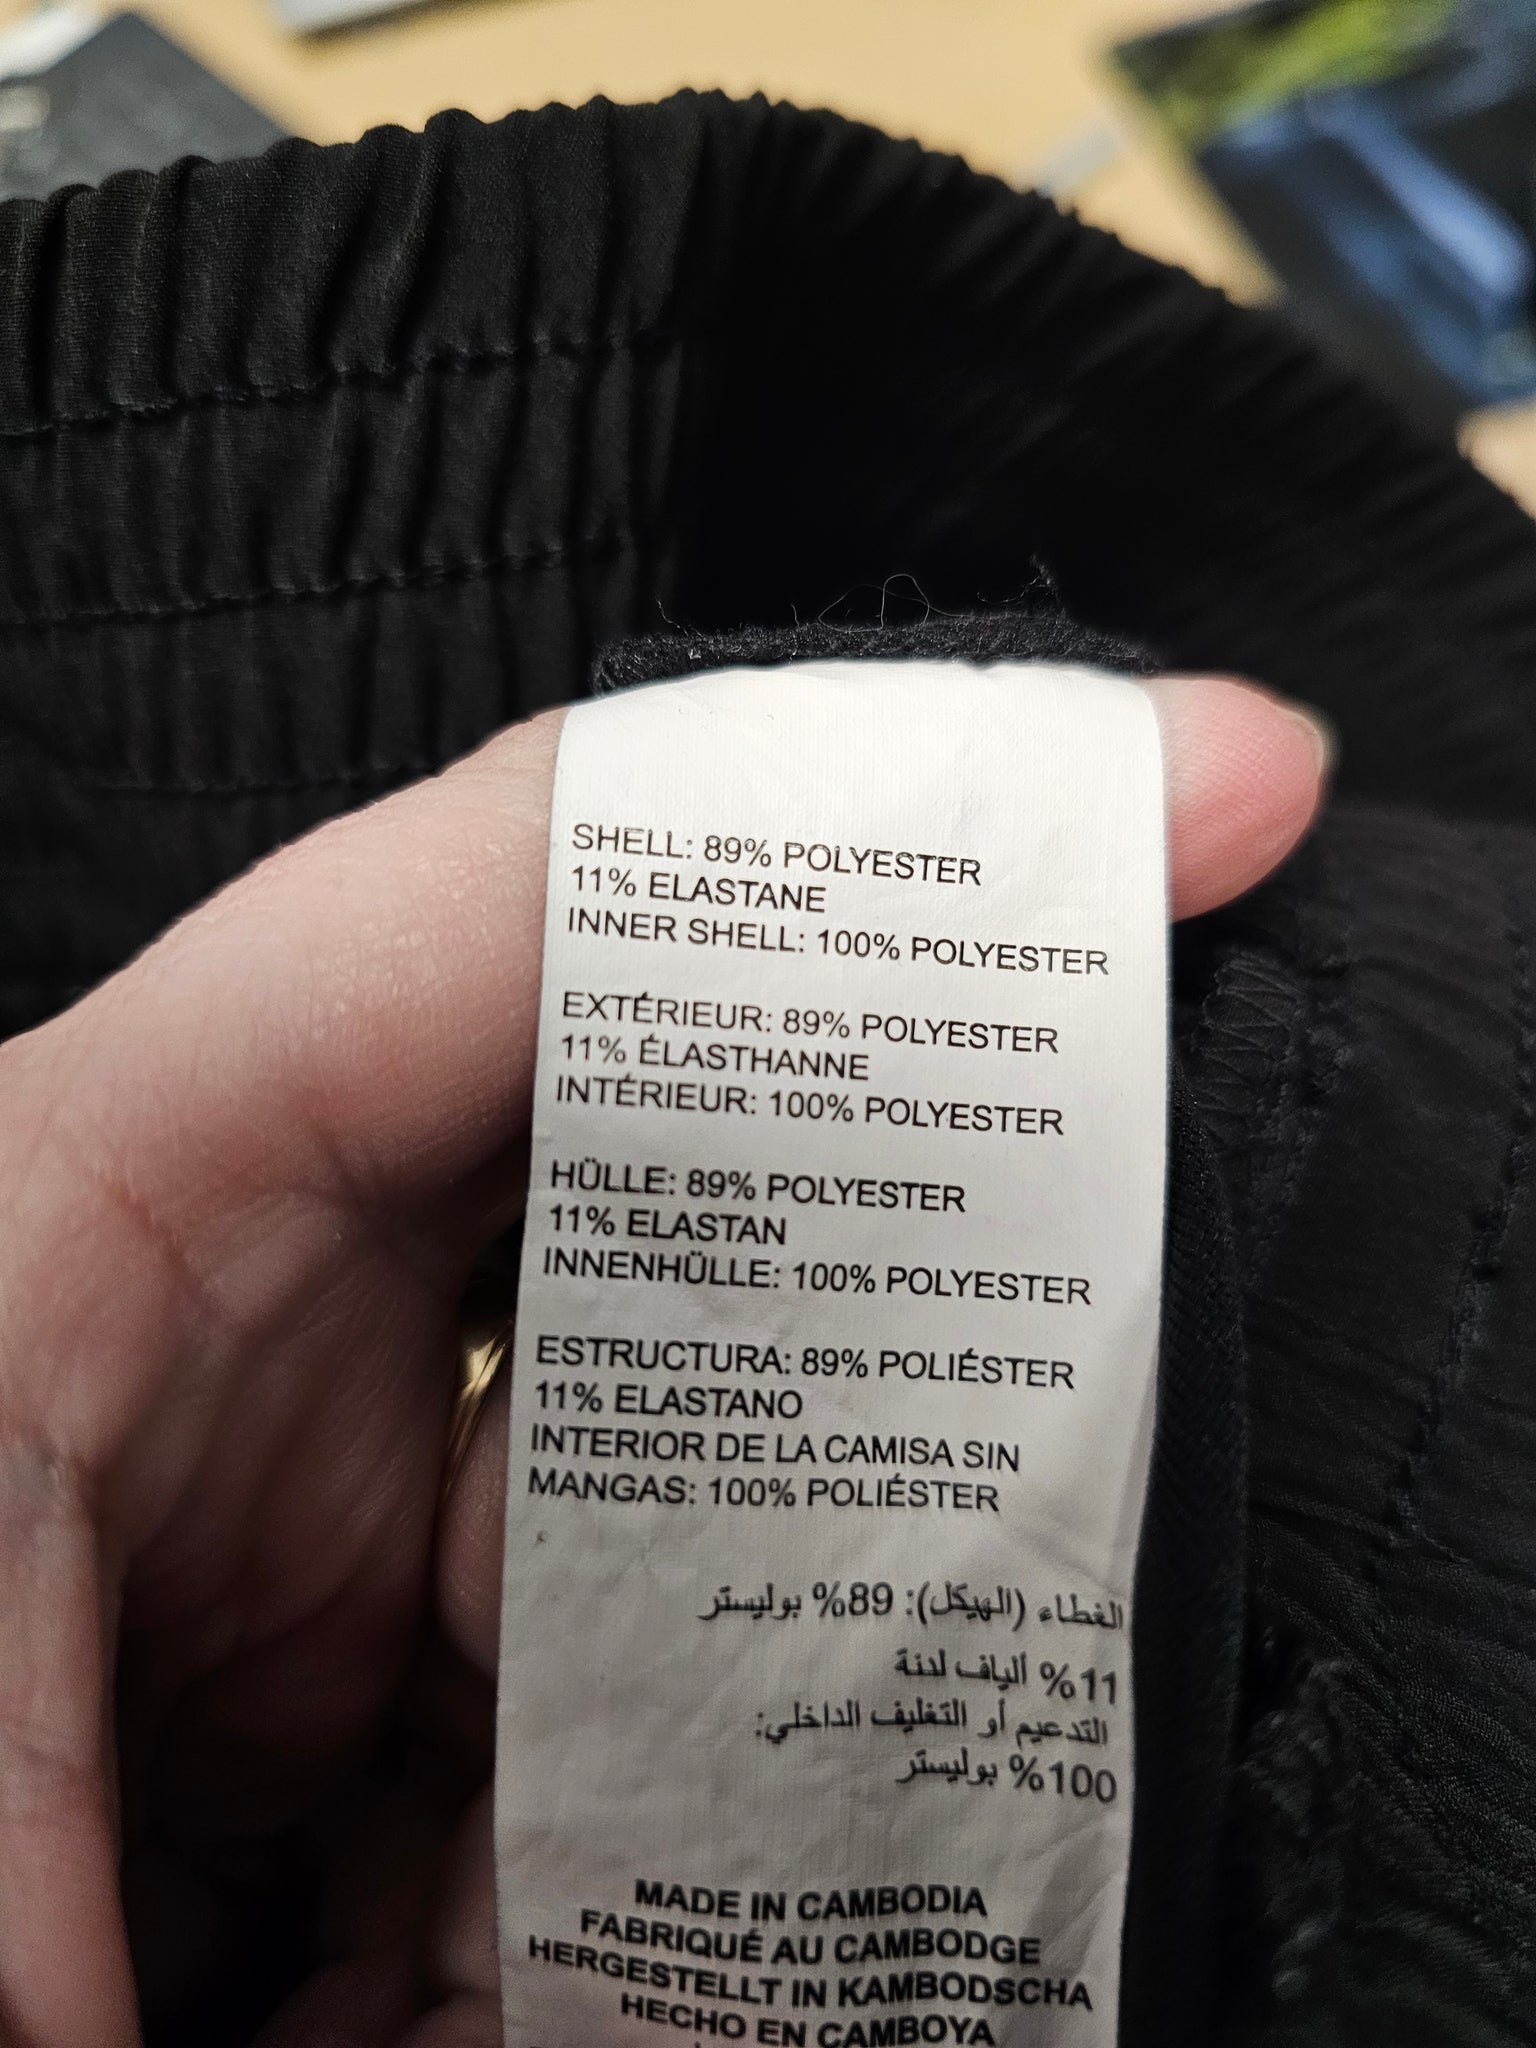 SHELL: 89% POLYESTER
11% ELASTANE
INNER SHELL: 100% POLYESTER
EXTÉRIEUR: 89% POLYESTER
11% ÉLASTHANNE
INTÉRIEUR: 100% POLYESTER
HÜLLE: 89% POLYESTER
11% ELASTAN
INNENHÜLLE: 100% POLYESTER
ESTRUCTURA: 89% POLIÉSTER
11% ELASTANO
INTERIOR DE LA CAMISA SIN
MANGAS: 100% POLIÉSTER
الغطاء (الهيكل): 89% بوليستر
11% ألياف لدنة
التدعيم أو التغليف الداخلي:
100% بوليستر
MADE IN CAMBODIA
FABRIQUÉ AU CAMBODGE
HERGESTELLT IN KAMBODSCHA
HECHO EN CAMBOYA